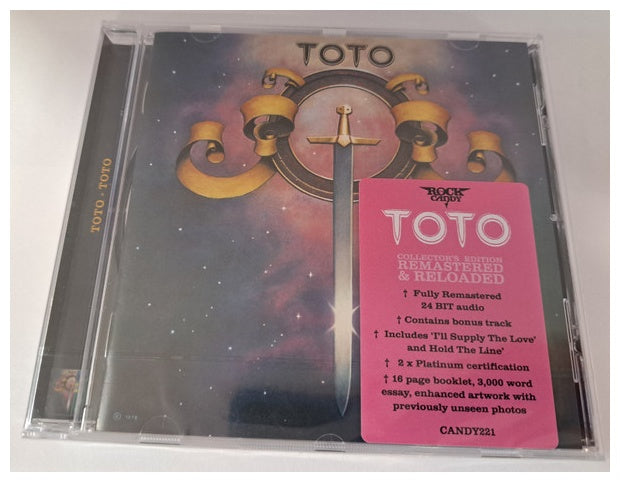 TOTO
TOTO · TOTO
ROCK
CANDY
TOTO
COLLECTOR'S EDITION
REMASTERED
& RELOADED
† Fully Remastered
24 BIT audio
† Contains bonus track
† Includes 'I'll Supply The Love'
and Hold The Line'
† 2 x Platinum certification
† 16 page booklet, 3,000 word
essay, enhanced artwork with
previously unseen photos
CANDY221
© 1978